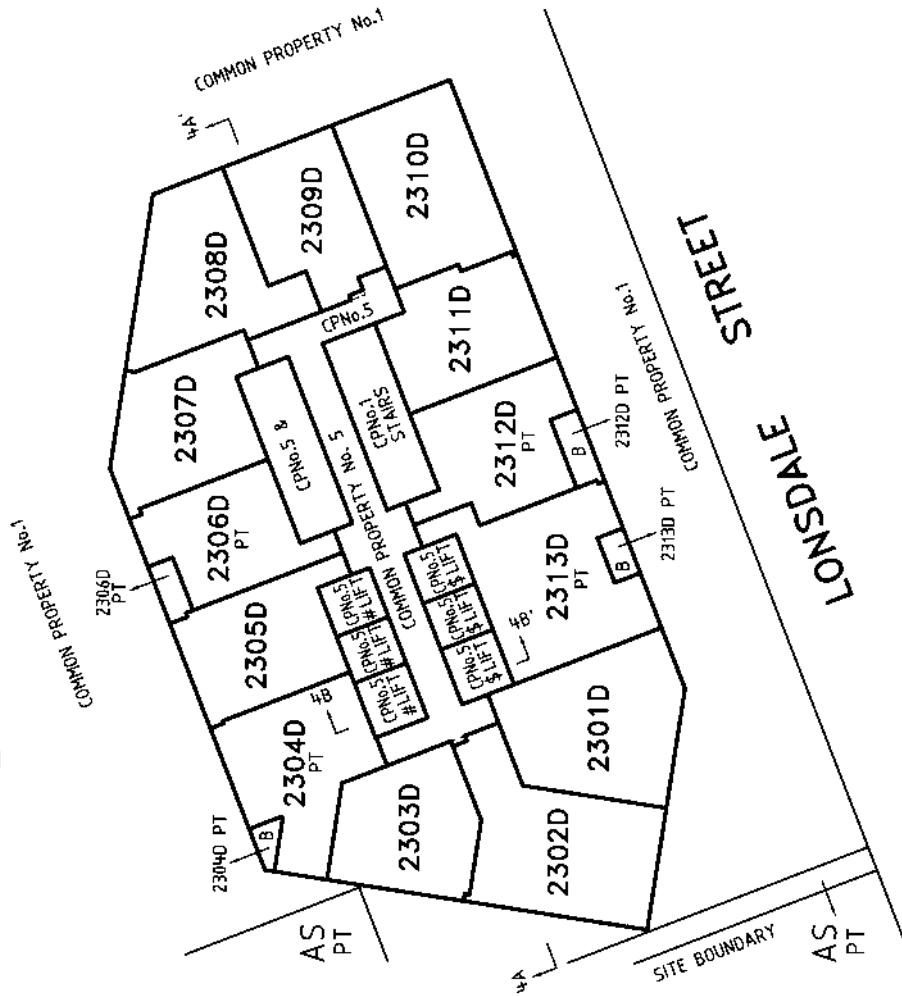 COMMON PROPERTY No.1
4A'
2308D
2309D
2310D
CPNo.5
2307D
2311D
CPNo.5 &
CPNo.1
STAIRS
COMMON PROPERTY No. 5
2306D
PT
2306D
PT
COMMON PROPERTY No.1
2312D
PT
B
2312D PT
COMMON PROPERTY No.1
STREET
LONSDALE
2305D
CPNo.5
# LIFT
CPNo.5
# LIFT
CPNo.5
# LIFT
CPNo.5
$ LIFT
CPNo.5
$ LIFT
CPNo.5
$ LIFT
2313D
PT
B
2313D PT
4B
4B'
2304D
PT
B
2304D PT
2303D
2301D
2302D
AS
PT
4A
SITE BOUNDARY
AS
PT